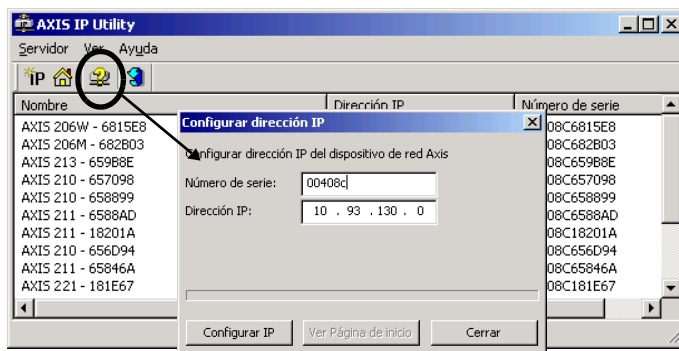 AXIS IP Utility
Servidor Ver Ayuda
iP
Nombre Dirección IP Número de serie
AXIS 206W - 6815E8 08C6815E8
AXIS 206M - 682B03 08C682B03
AXIS 213 - 659B8E 08C659B8E
AXIS 210 - 657098 08C657098
AXIS 210 - 658899 08C658899
AXIS 211 - 6588AD 08C6588AD
AXIS 211 - 18201A 08C18201A
AXIS 210 - 656D94 08C656D94
AXIS 211 - 65846A 08C65846A
AXIS 221 - 181E67 08C181E67
Configurar dirección IP
Configurar dirección IP del dispositivo de red Axis
Número de serie: 00408c
Dirección IP: 10 . 93 . 130 . 0
Configurar IP Ver Página de inicio Cerrar